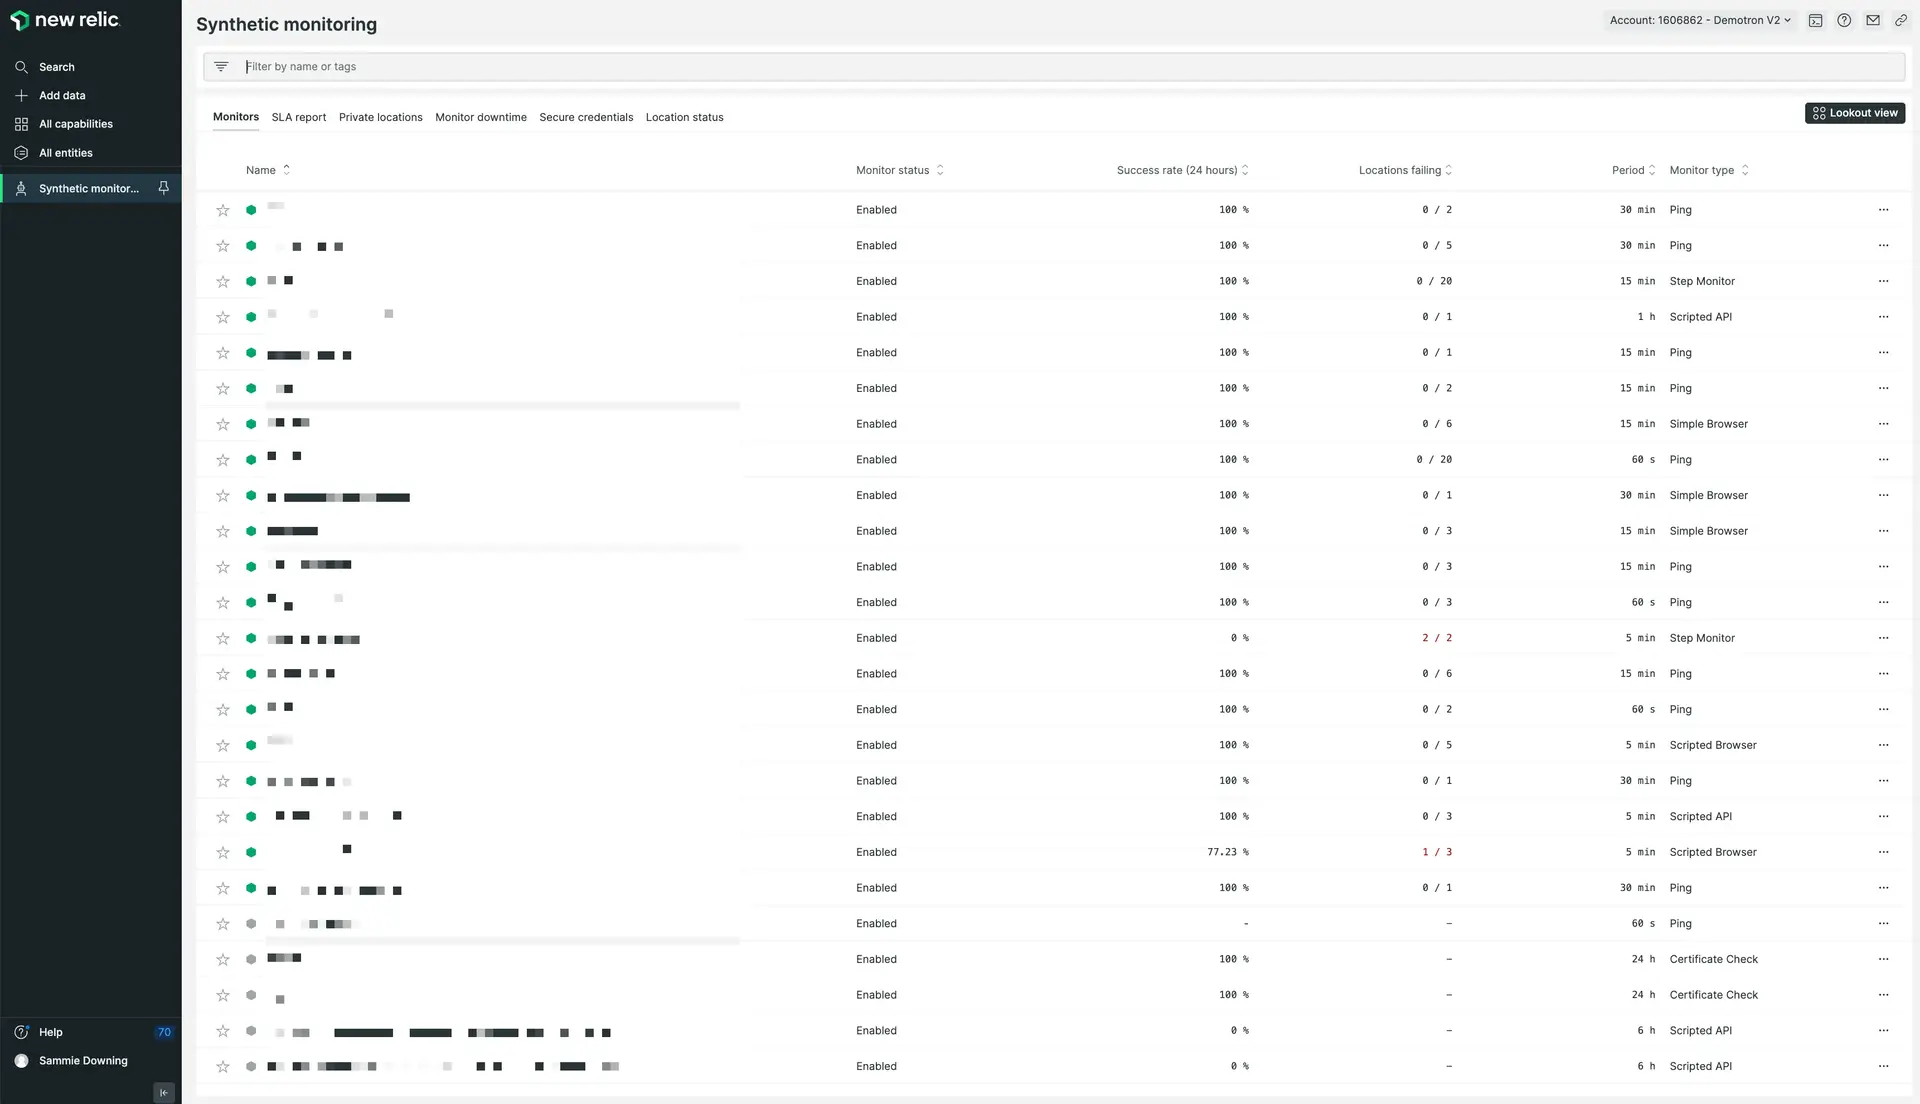 new relic.
Synthetic monitoring
Account: 1606862 - Demotron V2
Search
Add data
All capabilities
All entities
Synthetic monitor...
Filter by name or tags
Monitors SLA report Private locations Monitor downtime Secure credentials Location status
Lookout view
Name Monitor status Success rate (24 hours) Locations failing Period Monitor type
Enabled 100 % 0 / 2 30 min Ping ...
Enabled 100 % 0 / 5 30 min Ping ...
Enabled 100 % 0 / 20 15 min Step Monitor ...
Enabled 100 % 0 / 1 1 h Scripted API ...
Enabled 100 % 0 / 1 15 min Ping ...
Enabled 100 % 0 / 2 15 min Ping ...
Enabled 100 % 0 / 6 15 min Simple Browser ...
Enabled 100 % 0 / 20 60 s Ping ...
Enabled 100 % 0 / 1 30 min Simple Browser ...
Enabled 100 % 0 / 3 15 min Simple Browser ...
Enabled 100 % 0 / 3 15 min Ping ...
Enabled 100 % 0 / 3 60 s Ping ...
Enabled 0 % 2 / 2 5 min Step Monitor ...
Enabled 100 % 0 / 6 15 min Ping ...
Enabled 100 % 0 / 2 60 s Ping ...
Enabled 100 % 0 / 5 5 min Scripted Browser ...
Enabled 100 % 0 / 1 30 min Ping ...
Enabled 100 % 0 / 3 5 min Scripted API ...
Enabled 77.23 % 1 / 3 5 min Scripted Browser ...
Enabled 100 % 0 / 1 30 min Ping ...
Enabled - – 60 s Ping ...
Enabled 100 % – 24 h Certificate Check ...
Enabled 100 % – 24 h Certificate Check ...
Enabled 0 % – 6 h Scripted API ...
Enabled 0 % – 6 h Scripted API ...
Help 70
Sammie Downing